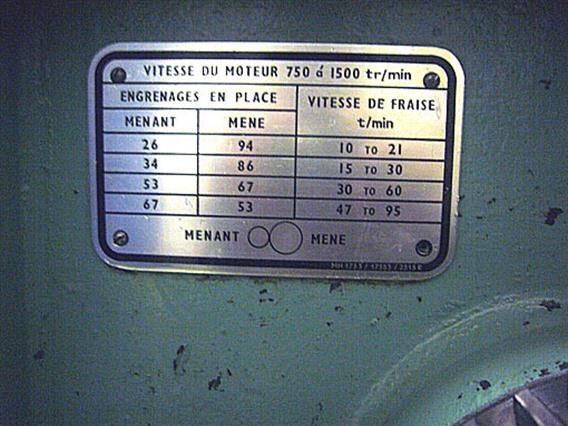 VITESSE DU MOTEUR 750 à 1500 tr/min
ENGRENAGES EN PLACE VITESSE DE FRAISE
MENANT MENE t/min
26 94 10 TO 21
34 86 15 TO 30
53 67 30 TO 60
67 53 47 TO 95
MENANT MENE